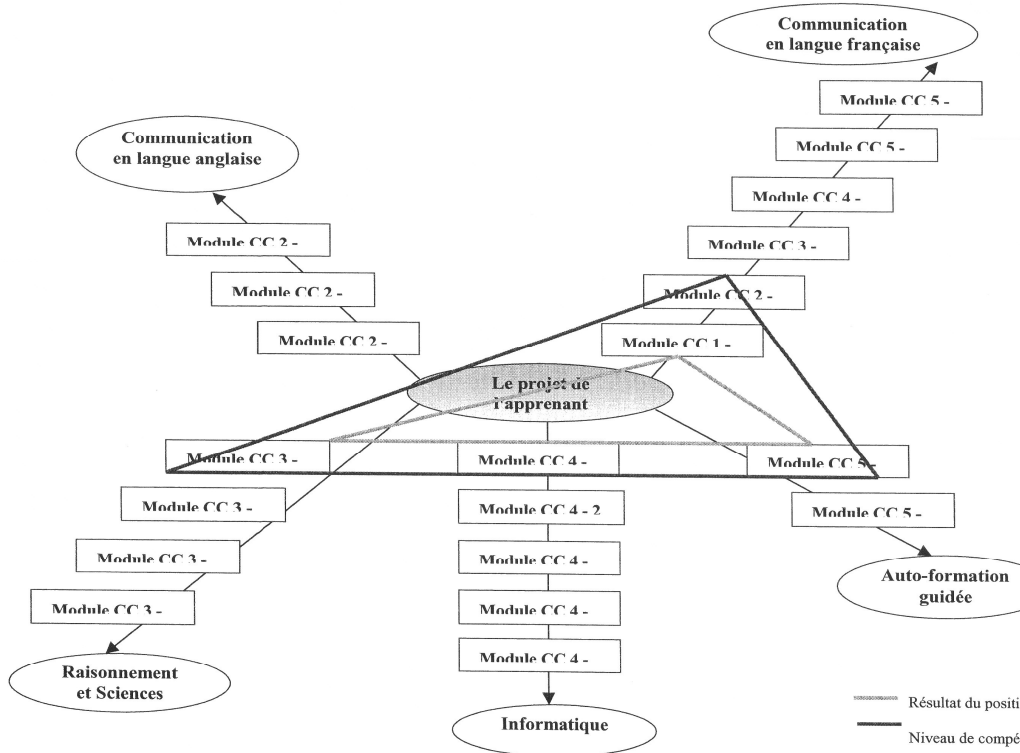 Communication
en langue française
Module CC 5 -
Communication
en langue anglaise
Module CC 5 -
Module CC 4 -
Module CC 2 -
Module CC 3 -
Module CC 2 -
Module CC 2 -
Module CC 2 -
Module CC 1 -
Le projet de
l'apprenant
Module CC 3 -
Module CC 4 -
Module CC 5 -
Module CC 3 -
Module CC 4 - 2
Module CC 5 -
Module CC 3 -
Module CC 4 -
Auto-formation
guidée
Module CC 3 -
Module CC 4 -
Module CC 4 -
Raisonnement
et Sciences
Informatique
Résultat du positi
Niveau de compé